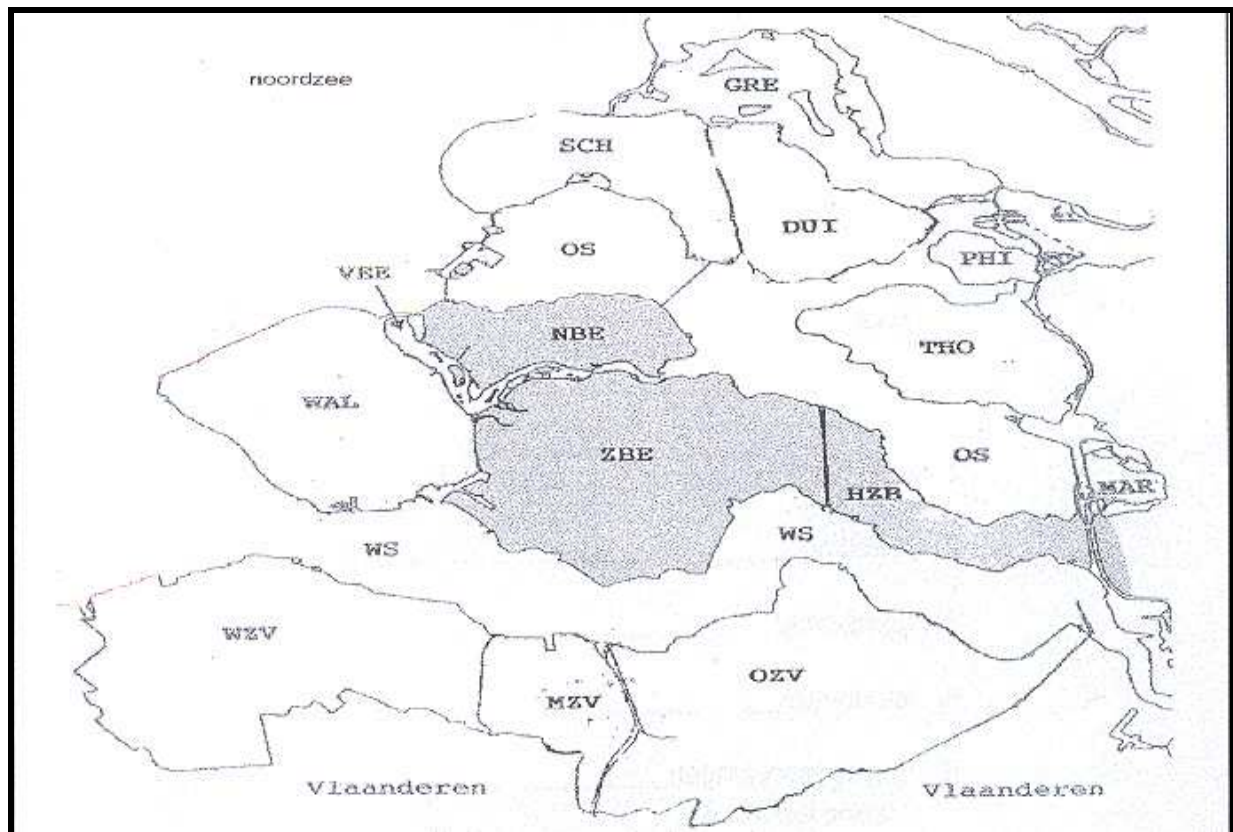 noordzee
GRE
SCH
DUI
OS
PHI
VEE
NBE
THO
WAL
ZBE
OS
HZB
MAR
WS
WS
WZV
OZV
MZV
Vlaanderen
Vlaanderen